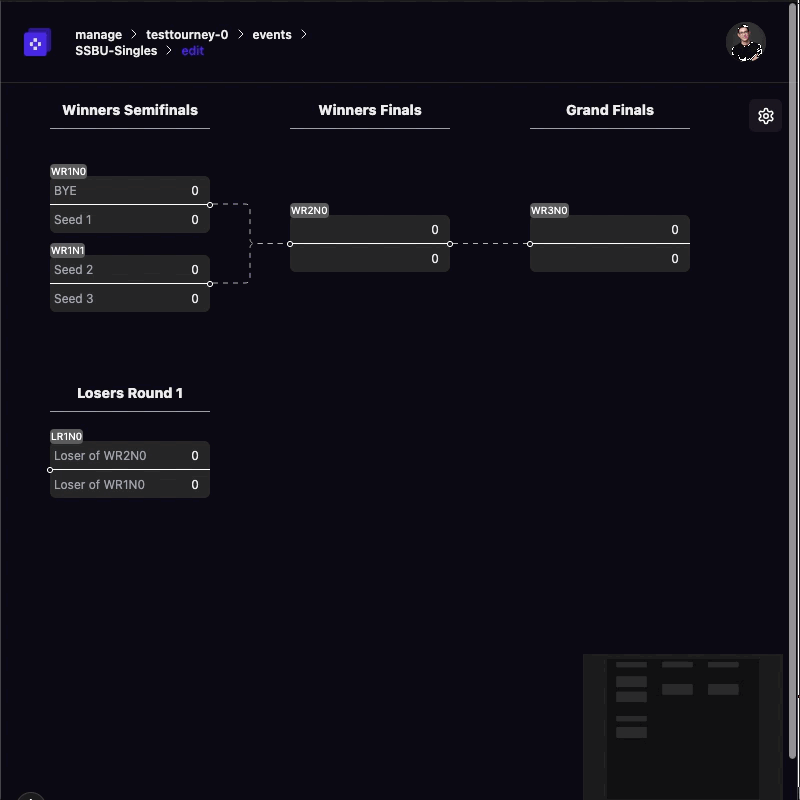 manage > testtourney-0 > events >
SSBU-Singles > edit
Winners Semifinals
Winners Finals
Grand Finals
WR1N0
BYE 0
Seed 1 0
WR1N1
Seed 2 0
Seed 3 0
WR2N0
0
0
WR3N0
0
0
Losers Round 1
LR1N0
Loser of WR2N0 0
Loser of WR1N0 0